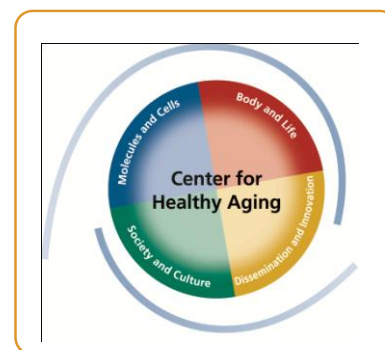 Molecules and Cells
Body and Life
Center for
Healthy Aging
Society and Culture
Dissemination and Innovation